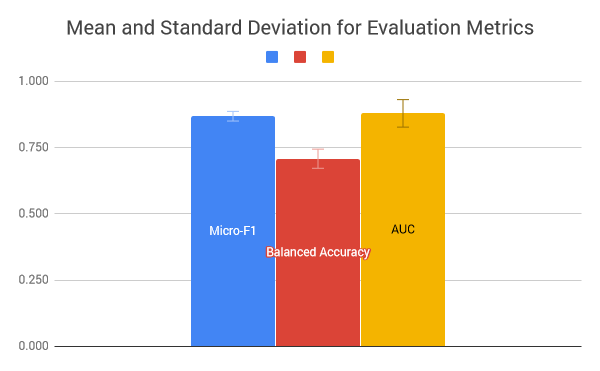 Mean and Standard Deviation for Evaluation Metrics
1.000
0.750
0.500
0.250
0.000
Micro-F1
Balanced Accuracy
AUC